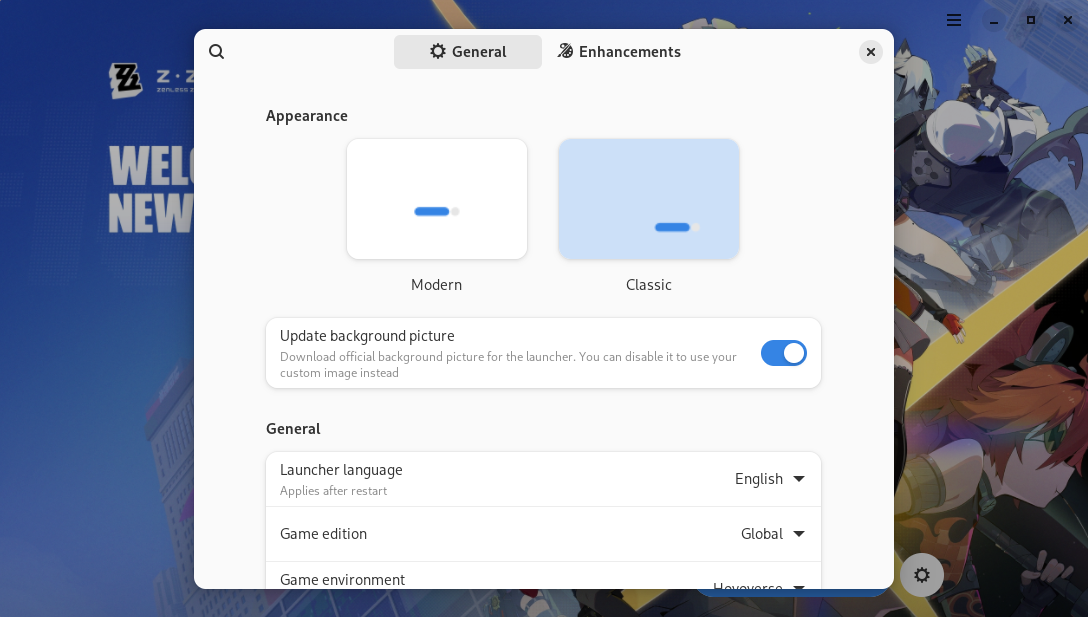 General
Enhancements
Appearance
Modern
Classic
Update background picture
Download official background picture for the launcher. You can disable it to use your
custom image instead
General
Launcher language
Applies after restart
English
Game edition
Global
Game environment
Hoyoverse
Z·Z
ZENLESS Z
WELC
NEW